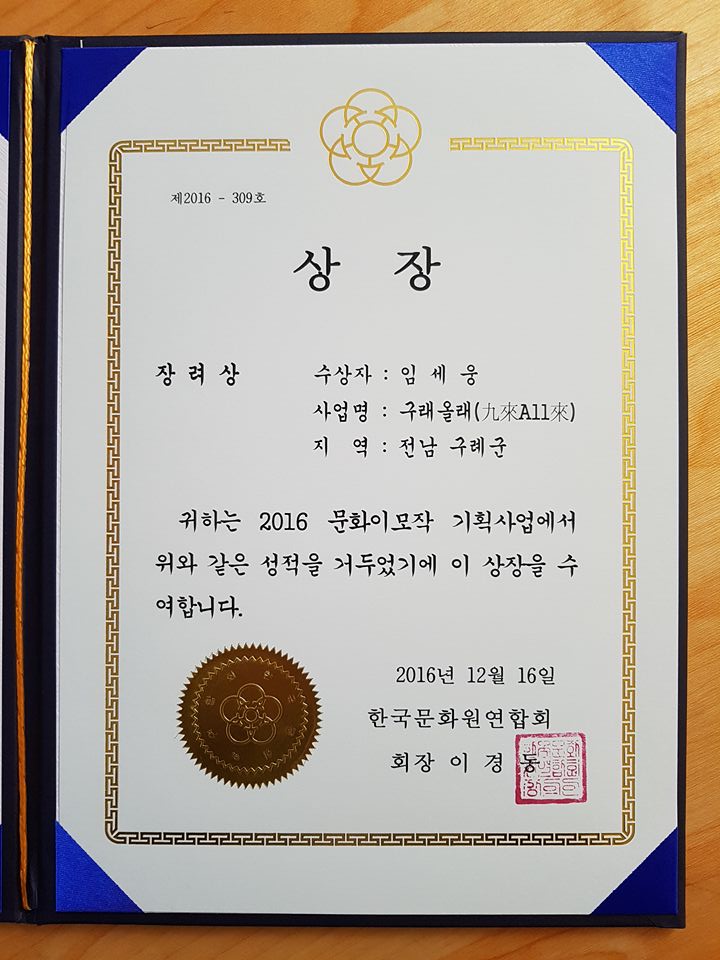 제2016 - 309호
상 장
장 려 상 수상자 : 임 세 웅
사업명 : 구래올래(九來All來)
지 역 : 전남 구례군
귀하는 2016 문화이모작 기획사업에서
위와 같은 성적을 거두었기에 이 상장을 수
여합니다.
2016년 12월 16일
한국문화원연합회
회장 이 경 동